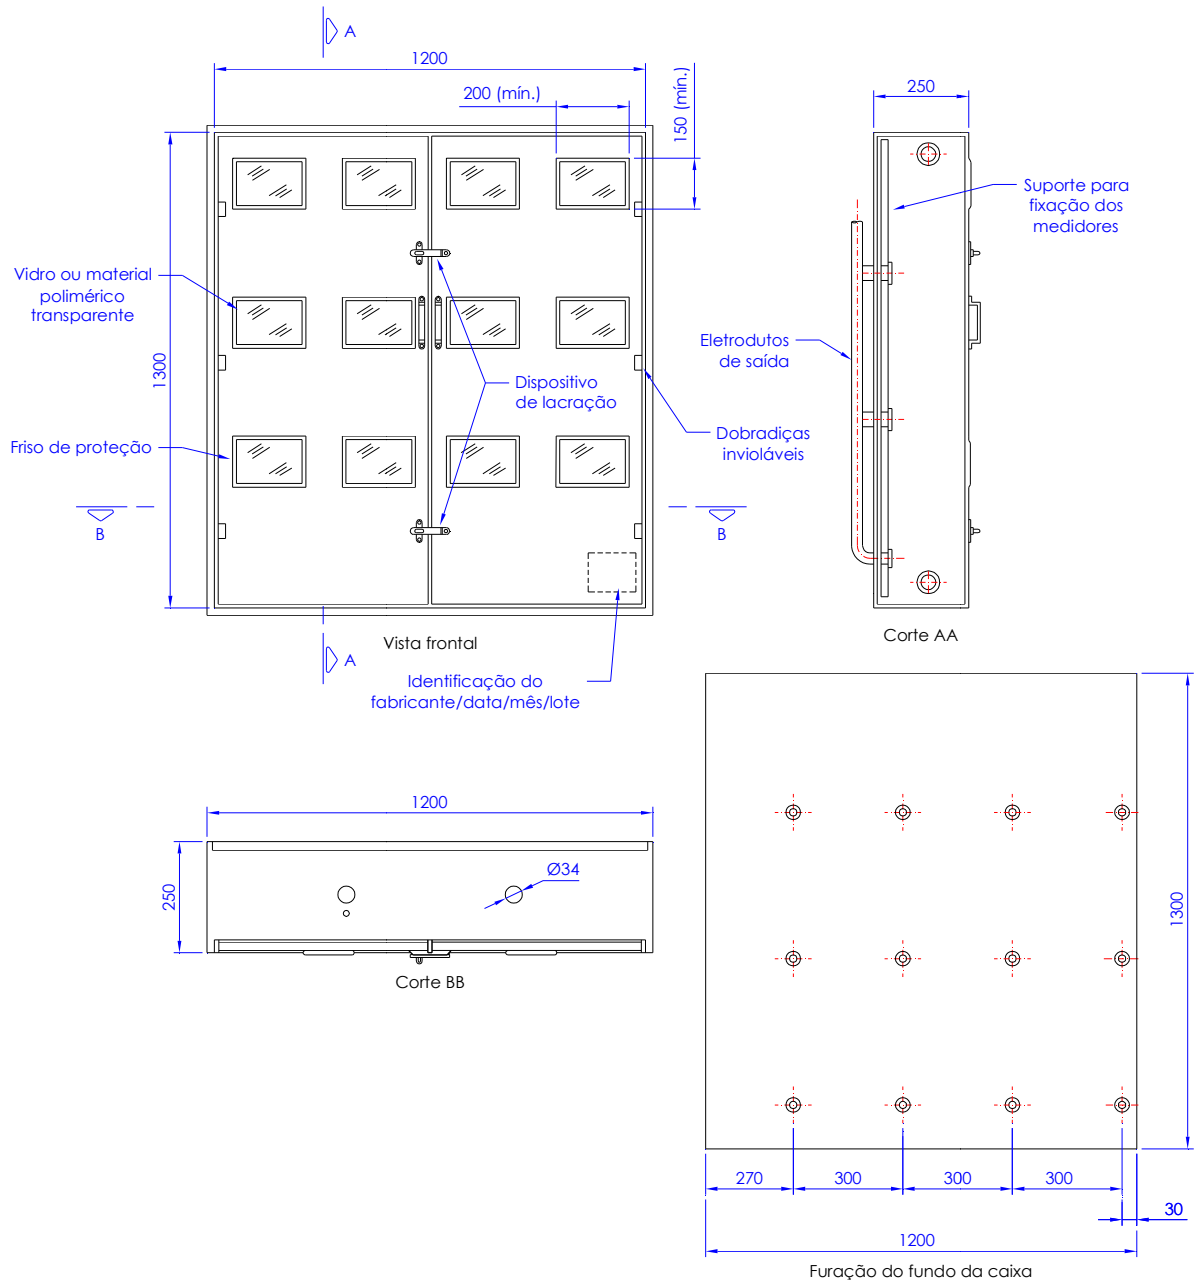 A
1200
200 (mín.)
150 (mín.)
250
Suporte para
fixação dos
medidores
Vidro ou material
polimérico
transparente
1300
Eletrodutos
de saída
Dispositivo
de lacração
Friso de proteção
Dobradiças
invioláveis
B
B
Vista frontal
Corte AA
A
Identificação do
fabricante/data/mês/lote
1200
250
Ø34
Corte BB
1300
270
300
300
300
30
1200
Furação do fundo da caixa